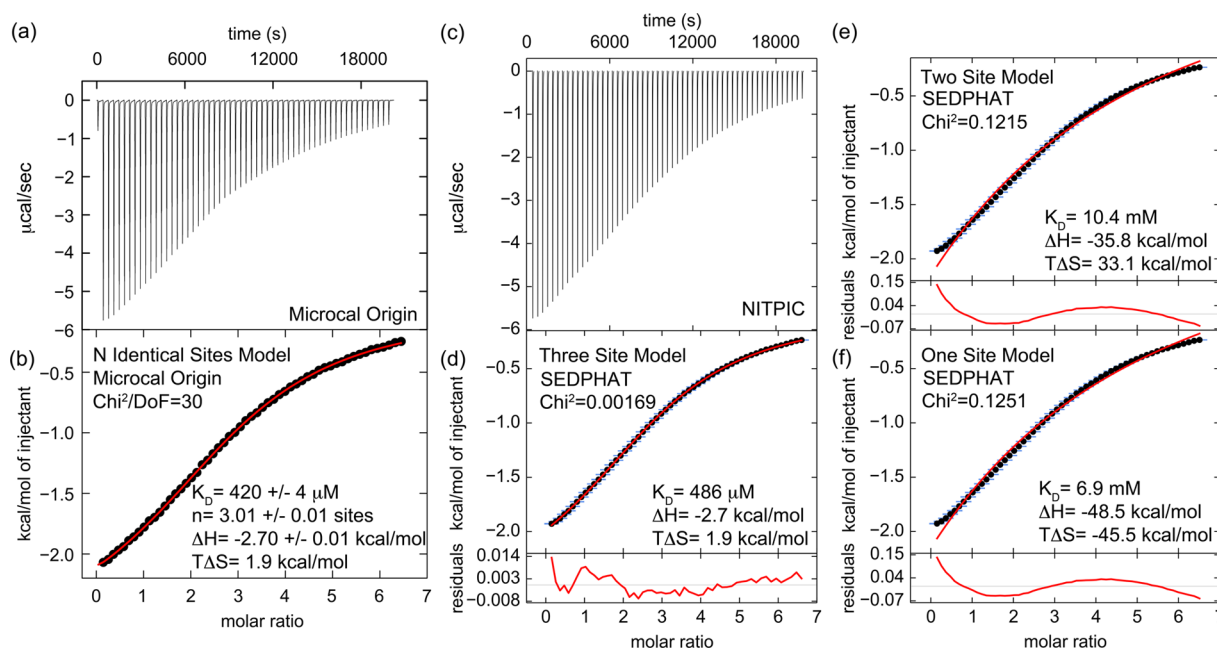 (a)
time (s)
0 6000 12000 18000
0
−1
−2
−3
−4
−5
−6
μcal/sec
Microcal Origin
(b)
N Identical Sites Model
Microcal Origin
Chi²/DoF=30
−0.5
−1.0
−1.5
−2.0
kcal/mol of injectant
K_D= 420 +/- 4 μM
n= 3.01 +/- 0.01 sites
ΔH= -2.70 +/- 0.01 kcal/mol
TΔS= 1.9 kcal/mol
0 1 2 3 4 5 6 7
molar ratio
(c)
time (s)
0 6000 12000 18000
0
−1
−2
−3
−4
−5
−6
μcal/sec
NITPIC
(d)
Three Site Model
SEDPHAT
Chi²=0.00169
−0.5
−1.0
−1.5
−2.0
kcal/mol of injectant
K_D= 486 μM
ΔH= -2.7 kcal/mol
TΔS= 1.9 kcal/mol
0.014
0.003
−0.008
residuals
0 1 2 3 4 5 6 7
molar ratio
(e)
Two Site Model
SEDPHAT
Chi²=0.1215
−0.5
−1.0
−1.5
−2.0
kcal/mol of injectant
K_D= 10.4 mM
ΔH= -35.8 kcal/mol
TΔS= 33.1 kcal/mol
0.15
0.04
−0.07
residuals
(f)
One Site Model
SEDPHAT
Chi²=0.1251
−0.5
−1.0
−1.5
−2.0
kcal/mol of injectant
K_D= 6.9 mM
ΔH= -48.5 kcal/mol
TΔS= -45.5 kcal/mol
0.15
0.04
−0.07
residuals
0 1 2 3 4 5 6 7
molar ratio